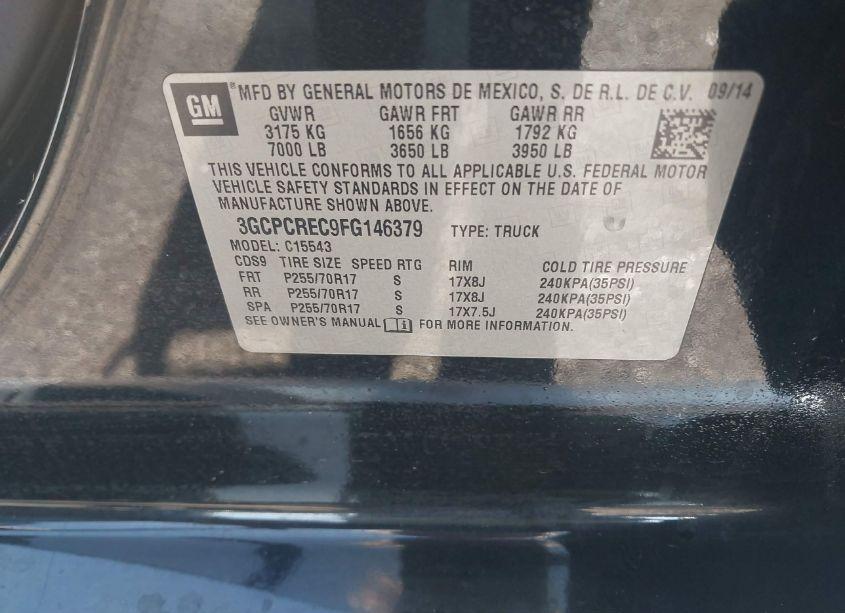 GM
MFD BY GENERAL MOTORS DE MEXICO, S. DE R.L. DE C.V. 09/14
GVWR GAWR FRT GAWR RR
3175 KG 1656 KG 1792 KG
7000 LB 3650 LB 3950 LB
THIS VEHICLE CONFORMS TO ALL APPLICABLE U.S. FEDERAL MOTOR
VEHICLE SAFETY STANDARDS IN EFFECT ON THE DATE OF
MANUFACTURE SHOWN ABOVE.
3GCPCREC9FG146379 TYPE: TRUCK
MODEL: C15543
CDS9 TIRE SIZE SPEED RTG RIM COLD TIRE PRESSURE
FRT P255/70R17 S 17X8J 240KPA(35PSI)
RR P255/70R17 S 17X8J 240KPA(35PSI)
SPA P255/70R17 S 17X7.5J 240KPA(35PSI)
SEE OWNER'S MANUAL FOR MORE INFORMATION.